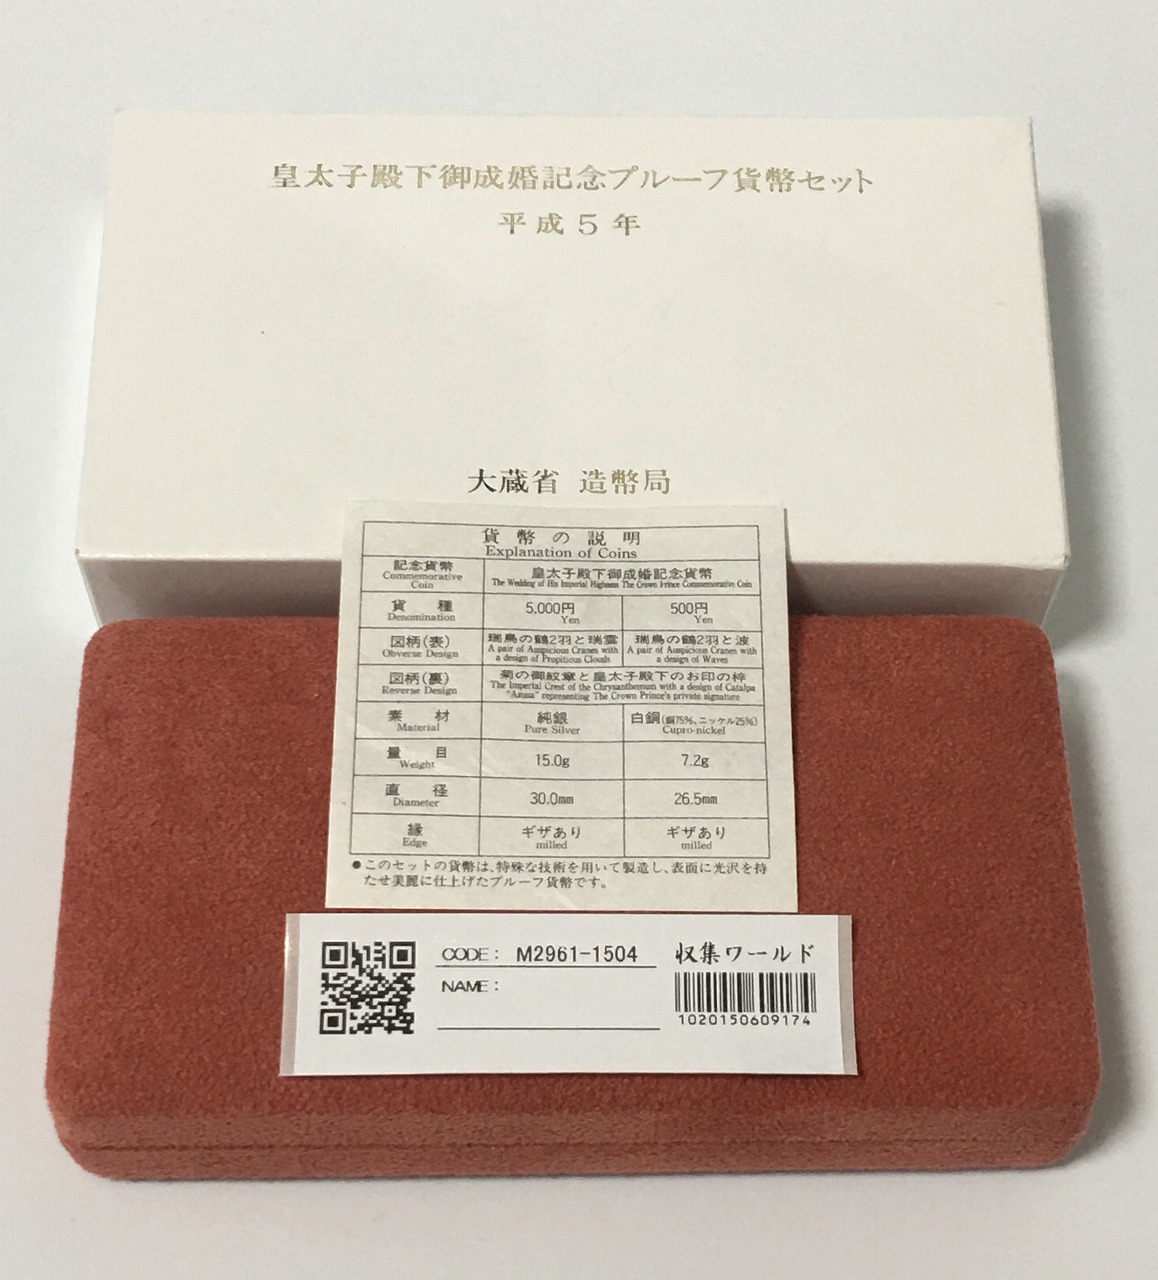 皇太子殿下御成婚記念プルーフ貨幣セット
平成5年
大蔵省 造幣局
貨幣の説明
Explanation of Coins
記念貨幣
Commemorative
Coin
皇太子殿下御成婚記念貨幣
The Wedding of His Imperial Highness The Crown Prince Commemorative Coin
貨種
Denomination
5,000円
Yen
500円
Yen
図柄(表)
Obverse Design
瑞鳥の鶴2羽と瑞雲
A pair of Auspicious Cranes with
a design of Propitious Clouds
瑞鳥の鶴2羽と波
A pair of Auspicious Cranes with
a design of Waves
図柄(裏)
Reverse Design
菊の御紋章と皇太子殿下のお印の梓
The Imperial Crest of the Chrysanthemum with a design of Catalpa
"Azusa" representing The Crown Prince's private signature
素材
Material
純銀
Pure Silver
白銅(銅75%、ニッケル25%)
Cupro-nickel
量目
Weight
15.0g
7.2g
直径
Diameter
30.0mm
26.5mm
縁
Edge
ギザあり
milled
ギザあり
milled
●このセットの貨幣は、特殊な技術を用いて製造し、表面に光沢を持
たせ美麗に仕上げたプルーフ貨幣です。
CODE: M2961-1504
収集ワールド
NAME:
1020150609174